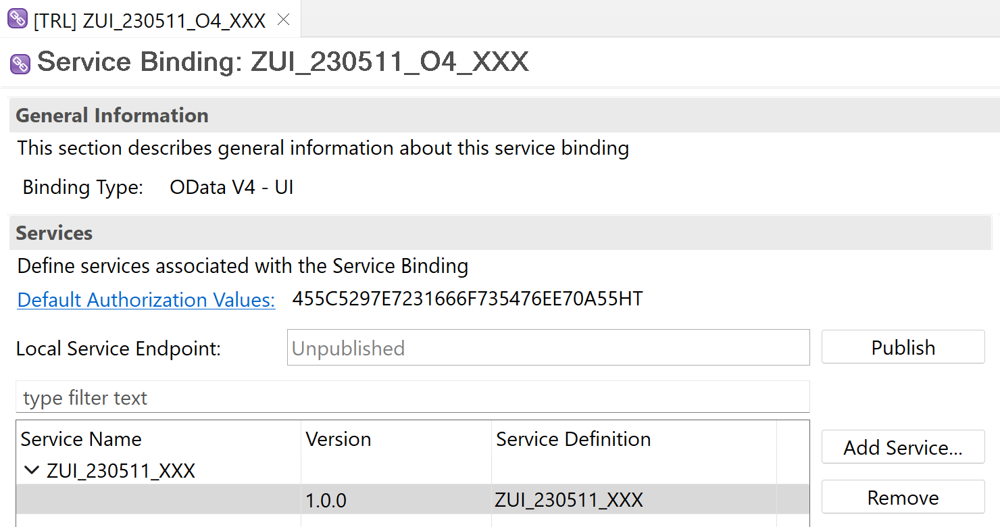 [TRL] ZUI_230511_O4_XXX
Service Binding: ZUI_230511_O4_XXX
General Information
This section describes general information about this service binding
Binding Type: OData V4 - UI
Services
Define services associated with the Service Binding
Default Authorization Values: 455C5297E7231666F735476EE70A55HT
Local Service Endpoint: Unpublished Publish
type filter text
Service Name Version Service Definition
Add Service...
ZUI_230511_XXX
1.0.0 ZUI_230511_XXX
Remove